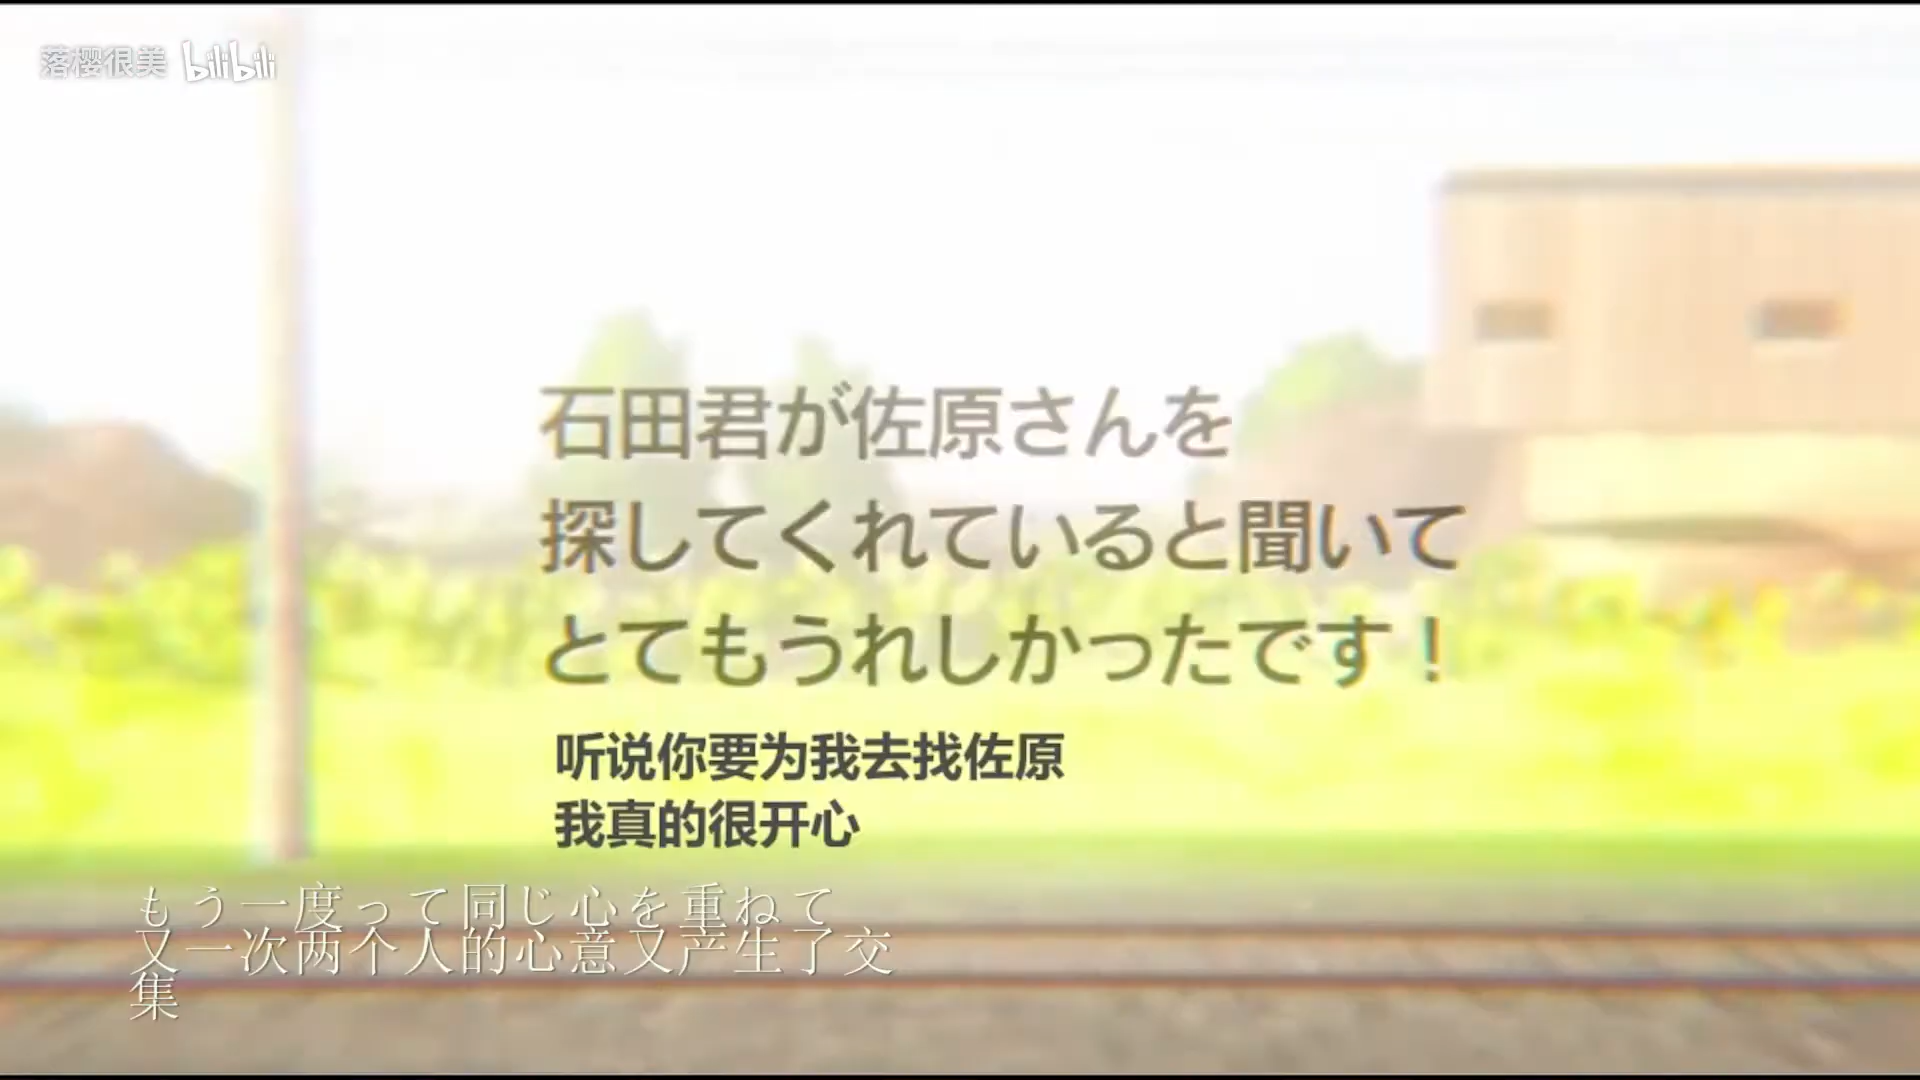 落樱很美 bilibili
石田君が佐原さんを
探してくれていると聞いて
とてもうれしかったです！
听说你要为我去找佐原
我真的很开心
もう一度って同じ心を重ねて
又一次两个人的心意又产生了交
集